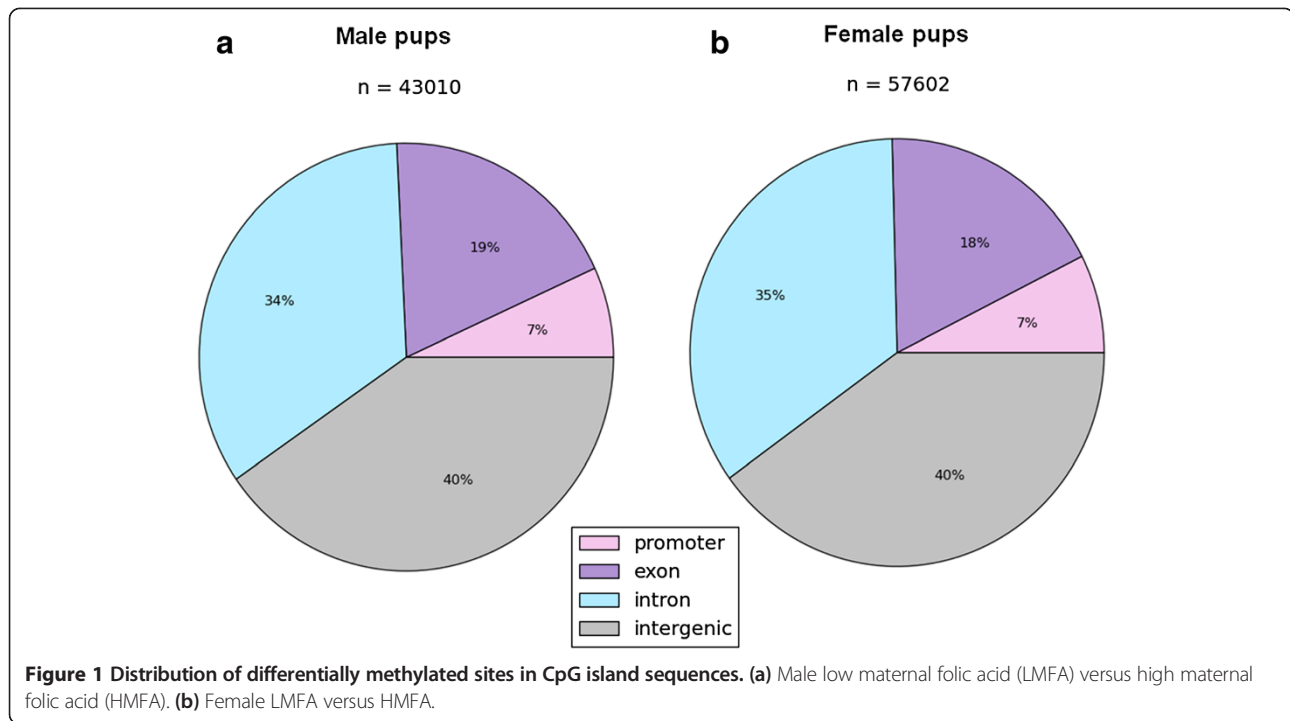 a
Male pups
n = 43010
19%
34%
7%
40%
b
Female pups
n = 57602
18%
35%
7%
40%
promoter
exon
intron
intergenic
Figure 1 Distribution of differentially methylated sites in CpG island sequences. (a) Male low maternal folic acid (LMFA) versus high maternal
folic acid (HMFA). (b) Female LMFA versus HMFA.